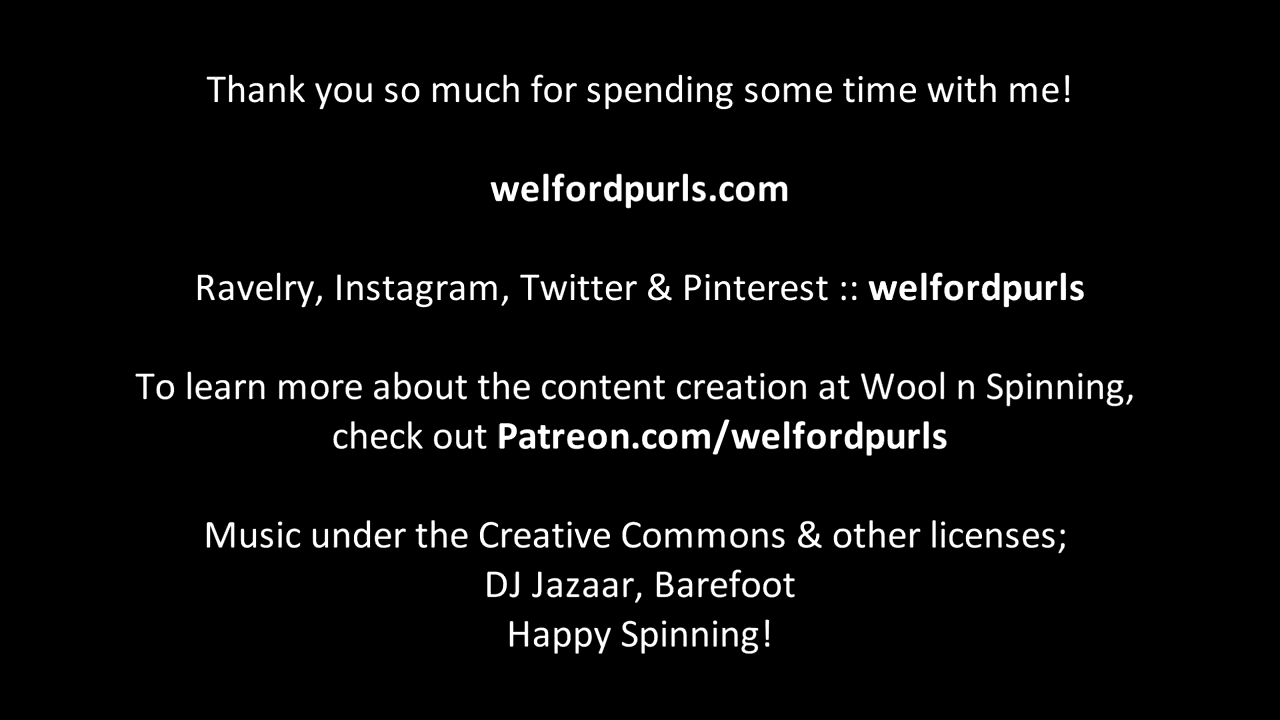 Thank you so much for spending some time with me!
welfordpurls.com
Ravelry, Instagram, Twitter & Pinterest :: welfordpurls
To learn more about the content creation at Wool n Spinning,
check out Patreon.com/welfordpurls
Music under the Creative Commons & other licenses;
DJ Jazaar, Barefoot
Happy Spinning!